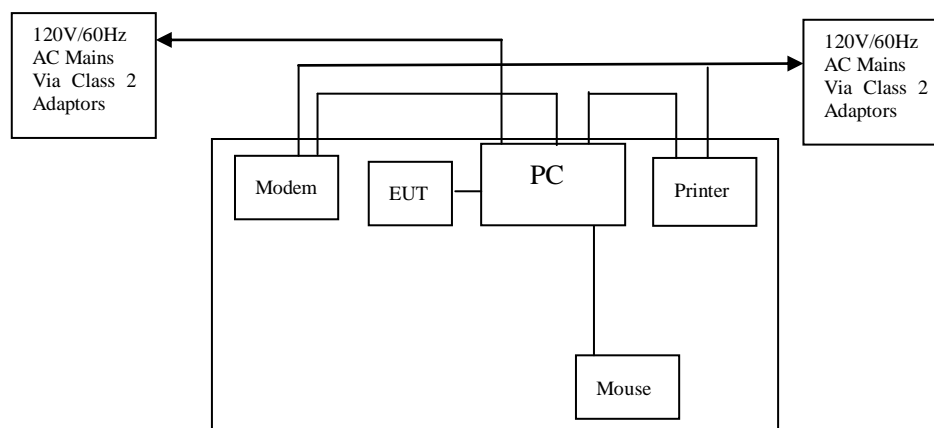 120V/60Hz
AC Mains
Via Class 2
Adaptors
120V/60Hz
AC Mains
Via Class 2
Adaptors
Modem
EUT
PC
Printer
Mouse